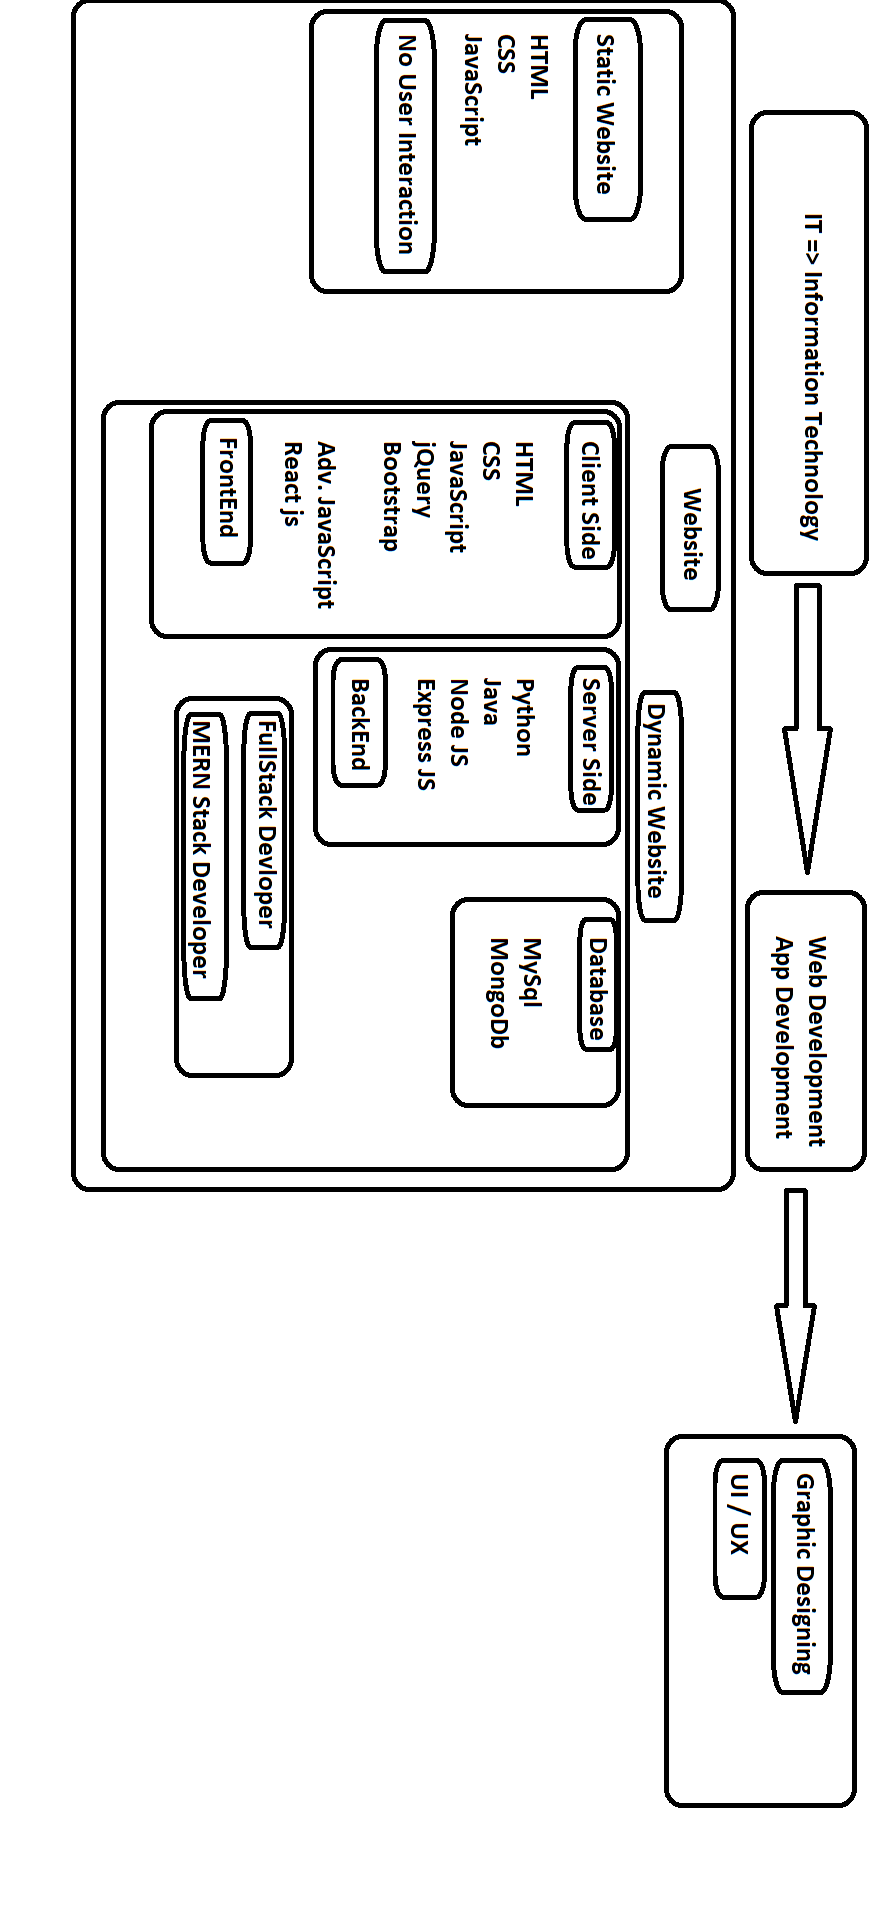 IT => Information Technology
Web Development
App Development
Graphic Designing
UI / UX
Website
Static Website
HTML
CSS
JavaScript
No User Interaction
Dynamic Website
Client Side
HTML
CSS
JavaScript
jQuery
Bootstrap
Adv. JavaScript
React js
FrontEnd
Server Side
Python
Java
Node JS
Express JS
BackEnd
Database
MySql
MongoDb
FullStack Devloper
MERN Stack Developer